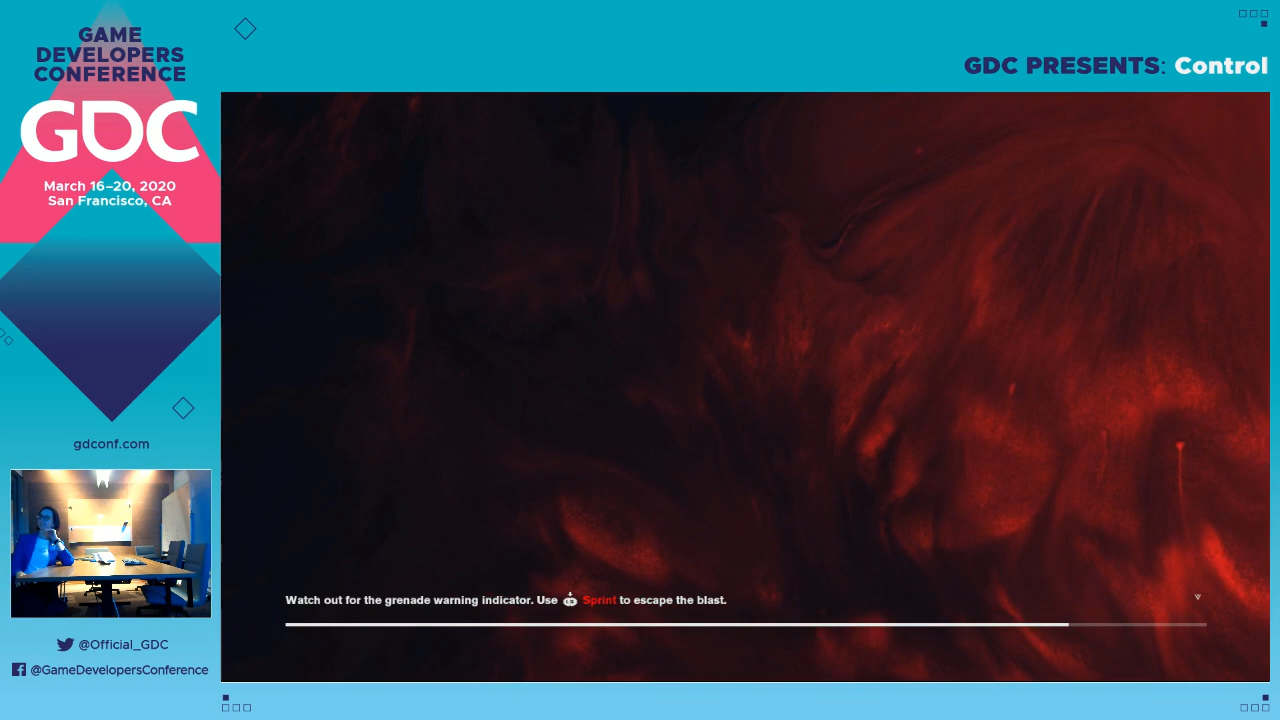 GAME
DEVELOPERS
CONFERENCE
GDC
March 16–20, 2020
San Francisco, CA
gdconf.com
@Official_GDC
@GameDevelopersConference
GDC PRESENTS: Control
Watch out for the grenade warning indicator. Use Sprint to escape the blast.